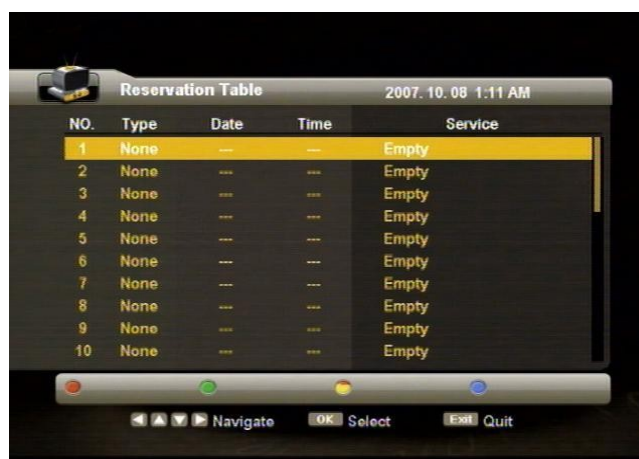 Reservation Table 2007. 10. 08 1:11 AM
NO. Type Date Time Service
1 None --- --- Empty
2 None --- --- Empty
3 None --- --- Empty
4 None --- --- Empty
5 None --- --- Empty
6 None --- --- Empty
7 None --- --- Empty
8 None --- --- Empty
9 None --- --- Empty
10 None --- --- Empty
Navigate OK Select Exit Quit